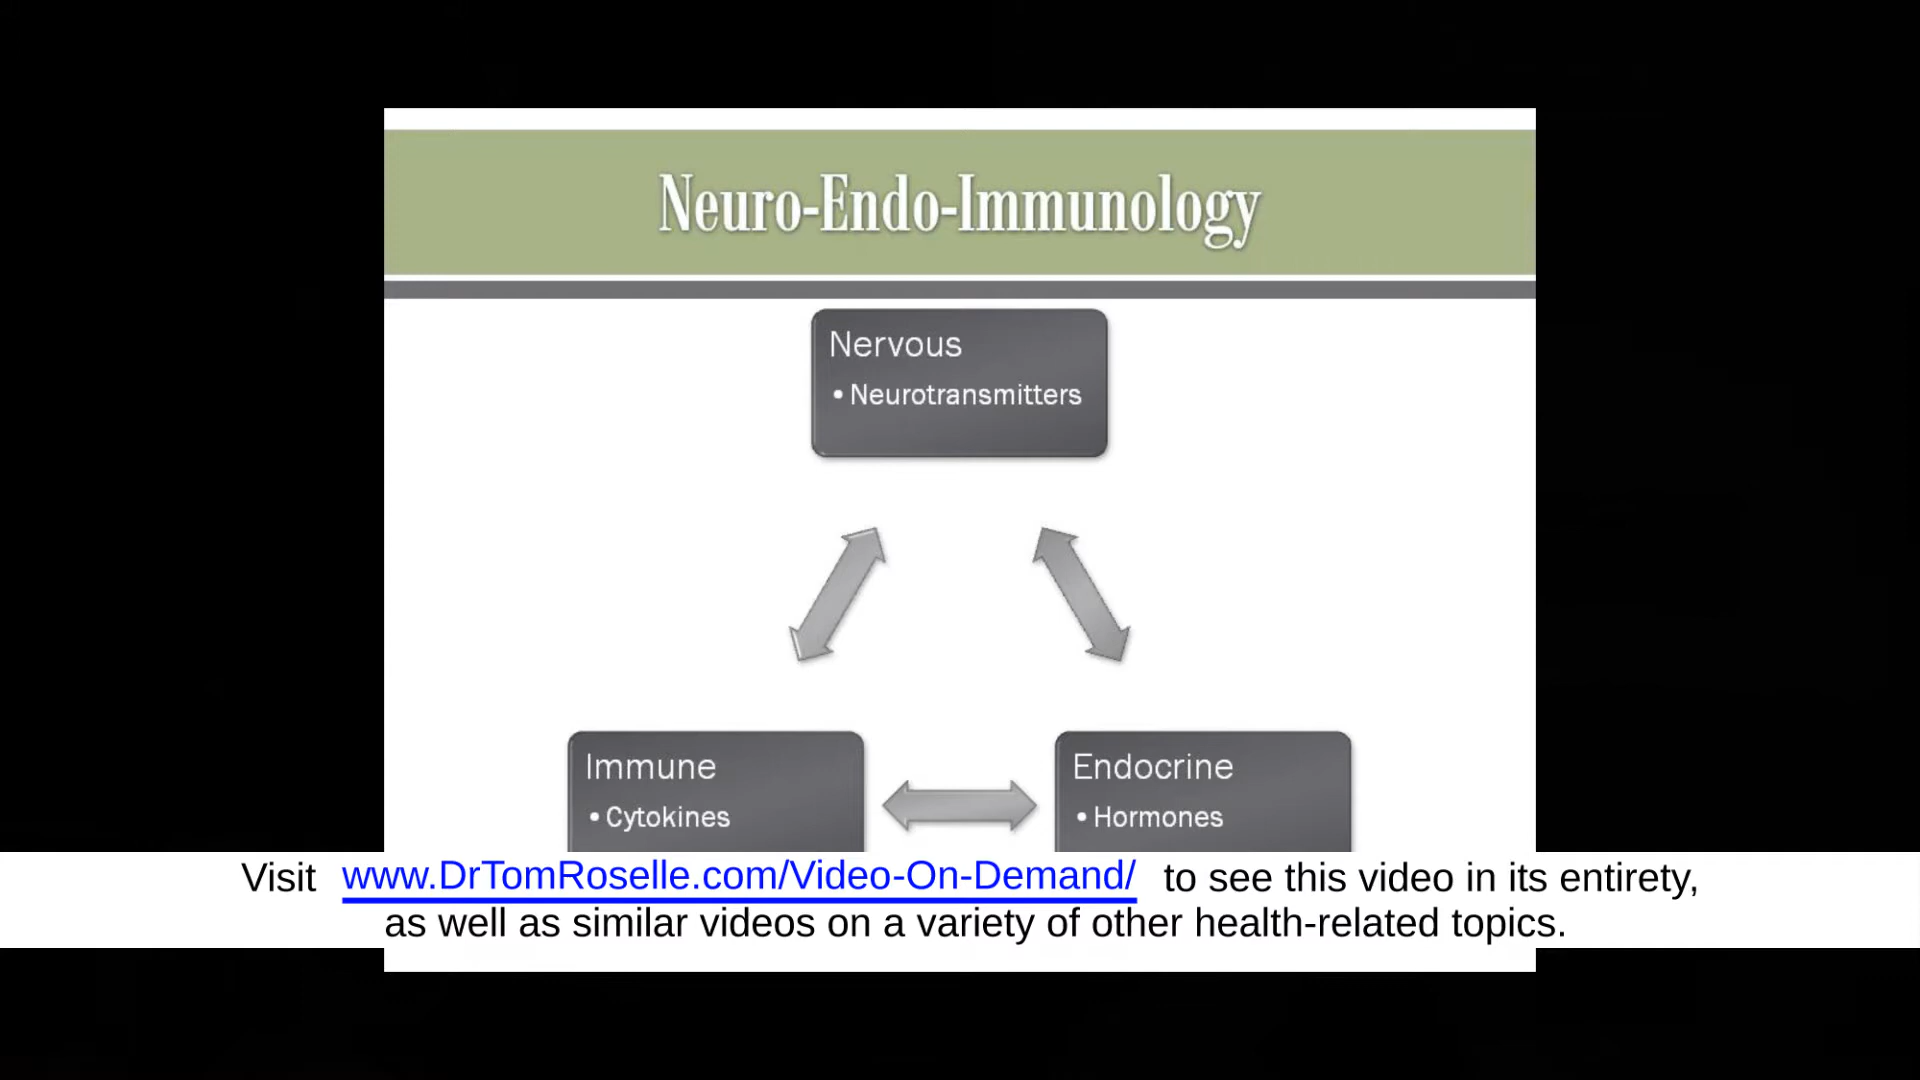 Neuro-Endo-Immunology
Nervous
• Neurotransmitters
Immune
• Cytokines
Endocrine
• Hormones
Visit www.DrTomRoselle.com/Video-On-Demand/ to see this video in its entirety,
as well as similar videos on a variety of other health-related topics.